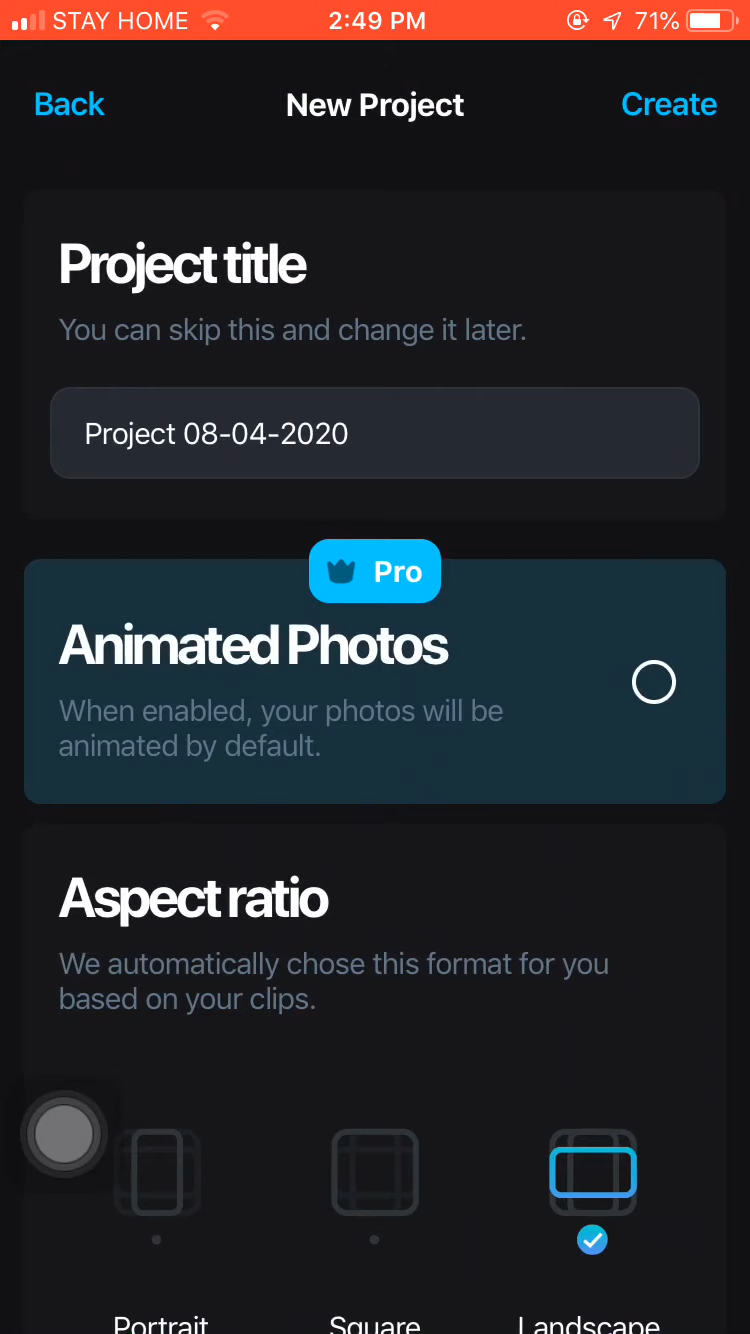 STAY HOME 2:49 PM 71%
Back New Project Create
Project title
You can skip this and change it later.
Project 08-04-2020
Pro
Animated Photos
When enabled, your photos will be
animated by default.
Aspect ratio
We automatically chose this format for you
based on your clips.
Portrait Square Landscape